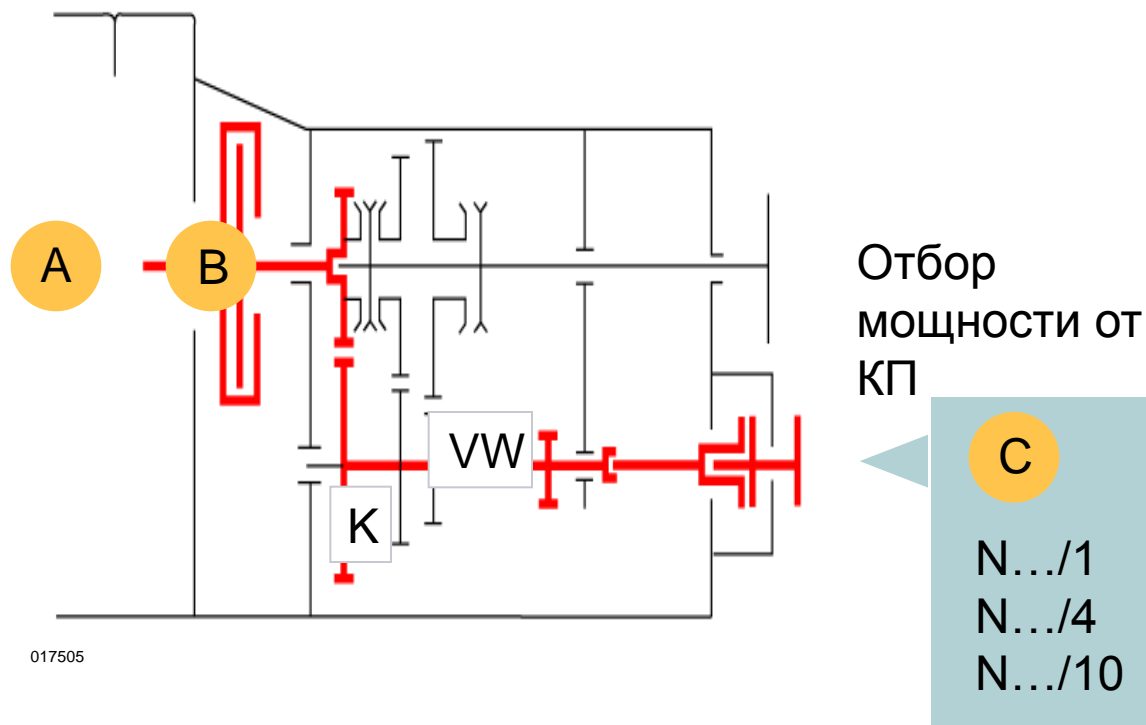 A
B
Отбор
мощности от
КП
VW
C
K
N.../1
N.../4
N.../10
017505